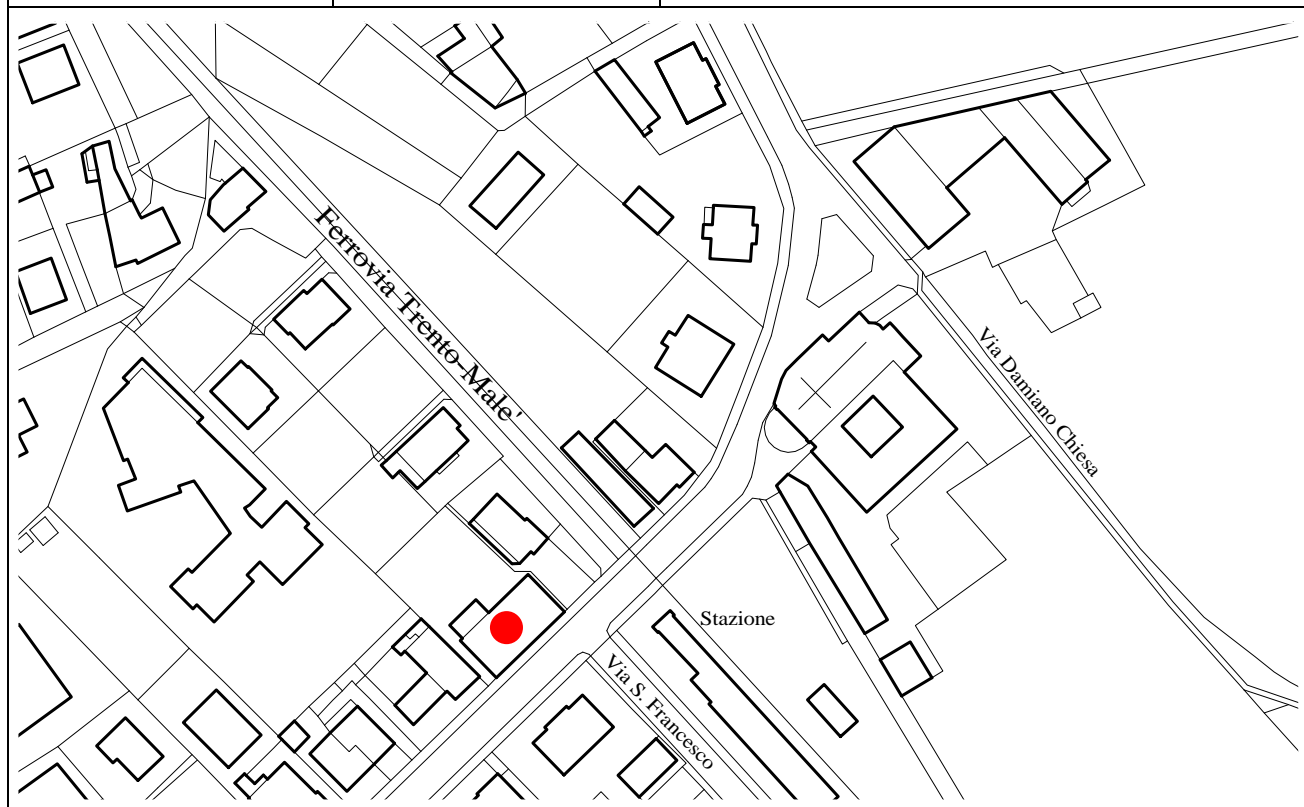 Ferrovia Trento-Male'
Via Damiano Chiesa
Stazione
Via S. Francesco